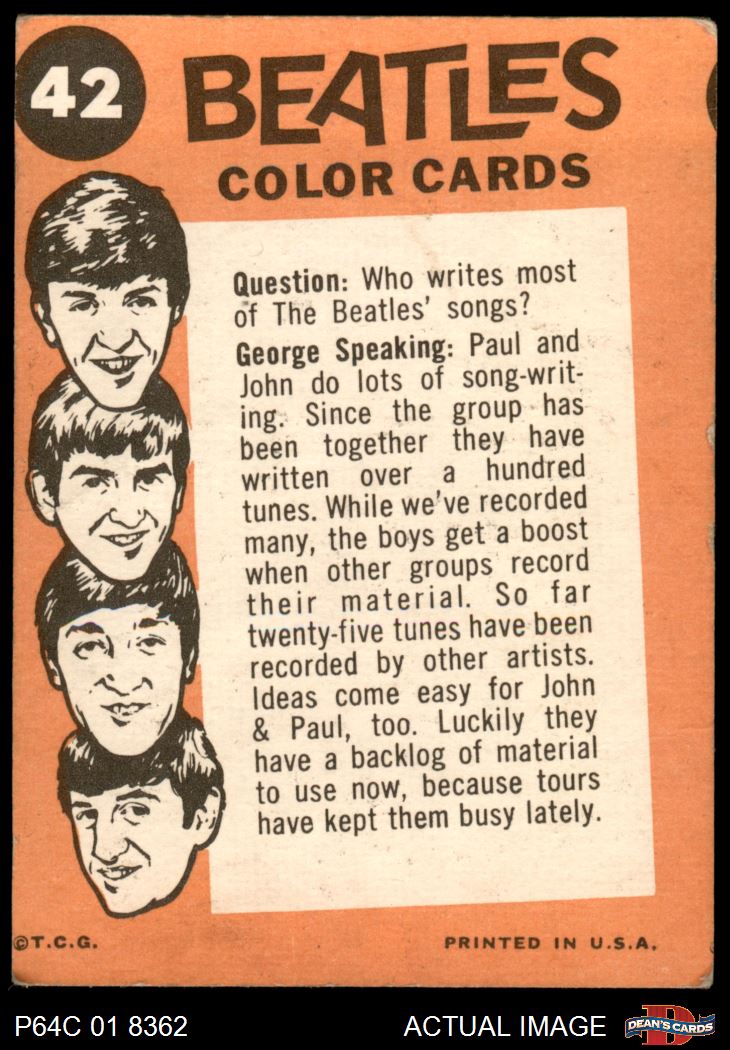 42
BEATLES
COLOR CARDS
Question: Who writes most
of The Beatles' songs?
George Speaking: Paul and
John do lots of song-writ-
ing. Since the group has
been together they have
written over a hundred
tunes. While we've recorded
many, the boys get a boost
when other groups record
their material. So far
twenty-five tunes have been
recorded by other artists.
Ideas come easy for John
& Paul, too. Luckily they
have a backlog of material
to use now, because tours
have kept them busy lately.
©T.C.G.
PRINTED IN U.S.A.
P64C 01 8362
ACTUAL IMAGE
D
DEAN'S CARDS